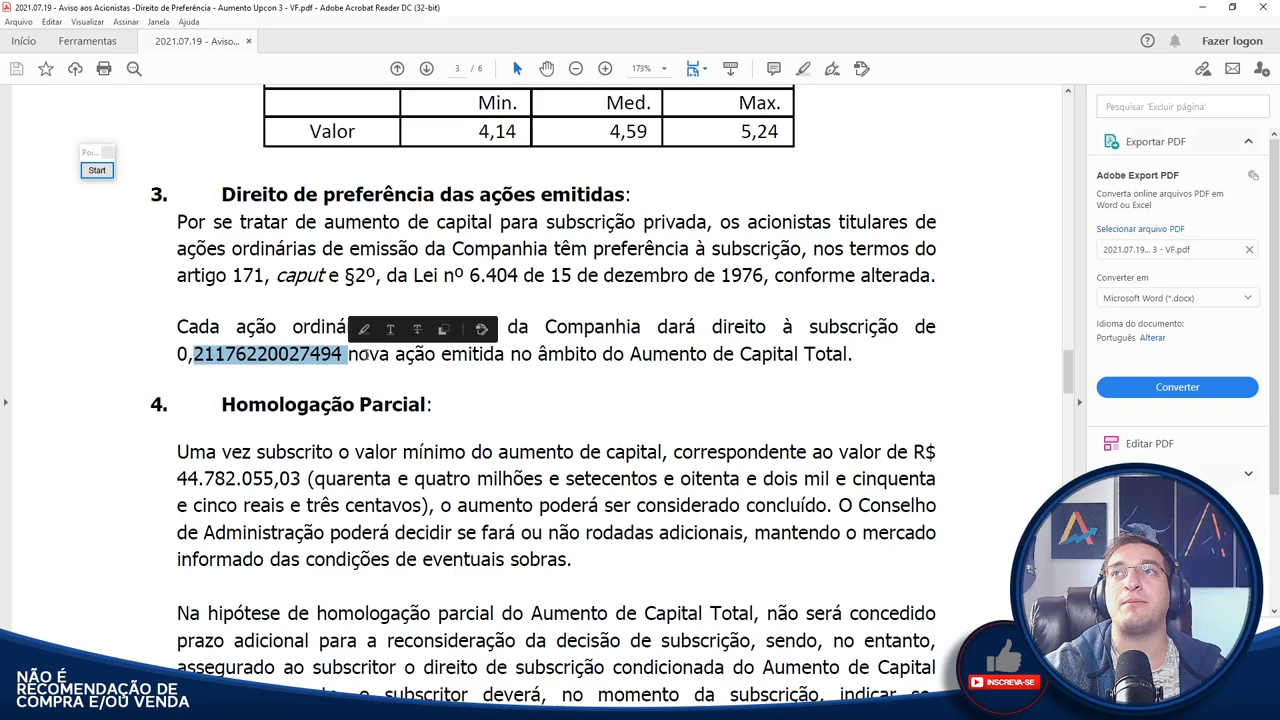 2021.07.19 - Aviso aos Acionistas -Direito de Preferência - Aumento Upcon 3 - VF.pdf - Adobe Acrobat Reader DC (32-bit)
Arquivo Editar Visualizar Assinar Janela Ajuda
Início Ferramentas 2021.07.19 - Aviso... × Fazer logon
3 / 6 173%
Min. Med. Max.
Valor 4,14 4,59 5,24
Poi...
Start
3. Direito de preferência das ações emitidas:
Por se tratar de aumento de capital para subscrição privada, os acionistas titulares de
ações ordinárias de emissão da Companhia têm preferência à subscrição, nos termos do
artigo 171, caput e §2º, da Lei nº 6.404 de 15 de dezembro de 1976, conforme alterada.
Cada ação ordiná da Companhia dará direito à subscrição de
0,21176220027494 nova ação emitida no âmbito do Aumento de Capital Total.
4. Homologação Parcial:
Uma vez subscrito o valor mínimo do aumento de capital, correspondente ao valor de R$
44.782.055,03 (quarenta e quatro milhões e setecentos e oitenta e dois mil e cinquenta
e cinco reais e três centavos), o aumento poderá ser considerado concluído. O Conselho
de Administração poderá decidir se fará ou não rodadas adicionais, mantendo o mercado
informado das condições de eventuais sobras.
Na hipótese de homologação parcial do Aumento de Capital Total, não será concedido
prazo adicional para a reconsideração da decisão de subscrição, sendo, no entanto,
assegurado ao subscritor o direito de subscrição condicionada do Aumento de Capital
subscritor deverá, no momento da subscrição, indicar
Pesquisar 'Excluir página'
Exportar PDF
Adobe Export PDF
Converta online arquivos PDF em
Word ou Excel
Selecionar arquivo PDF
2021.07.19... 3 - VF.pdf
Converter em
Microsoft Word (*.docx)
Idioma do documento:
Português Alterar
Converter
Editar PDF
NÃO É
RECOMENDAÇÃO DE
COMPRA E/OU VENDA
INSCREVA-SE